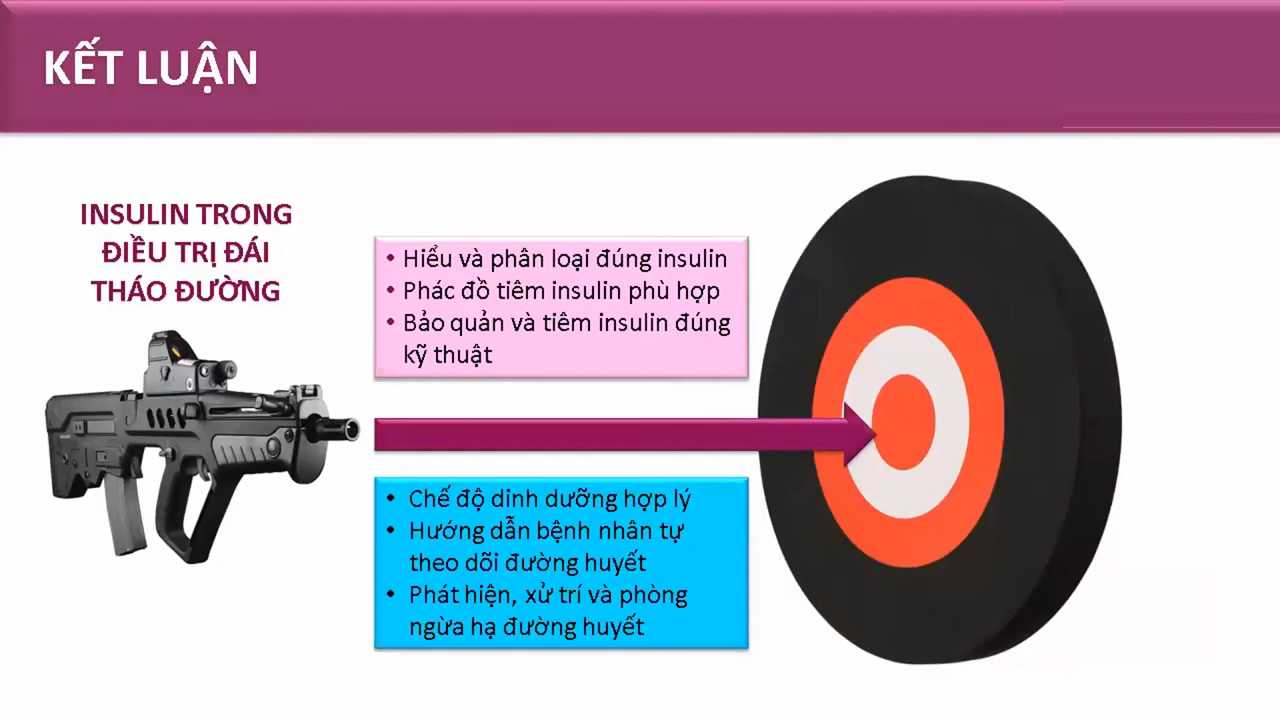 KẾT LUẬN
INSULIN TRONG
ĐIỀU TRỊ ĐÁI
THÁO ĐƯỜNG
• Hiểu và phân loại đúng insulin
• Phác đồ tiêm insulin phù hợp
• Bảo quản và tiêm insulin đúng
kỹ thuật
• Chế độ dinh dưỡng hợp lý
• Hướng dẫn bệnh nhân tự
theo dõi đường huyết
• Phát hiện, xử trí và phòng
ngừa hạ đường huyết